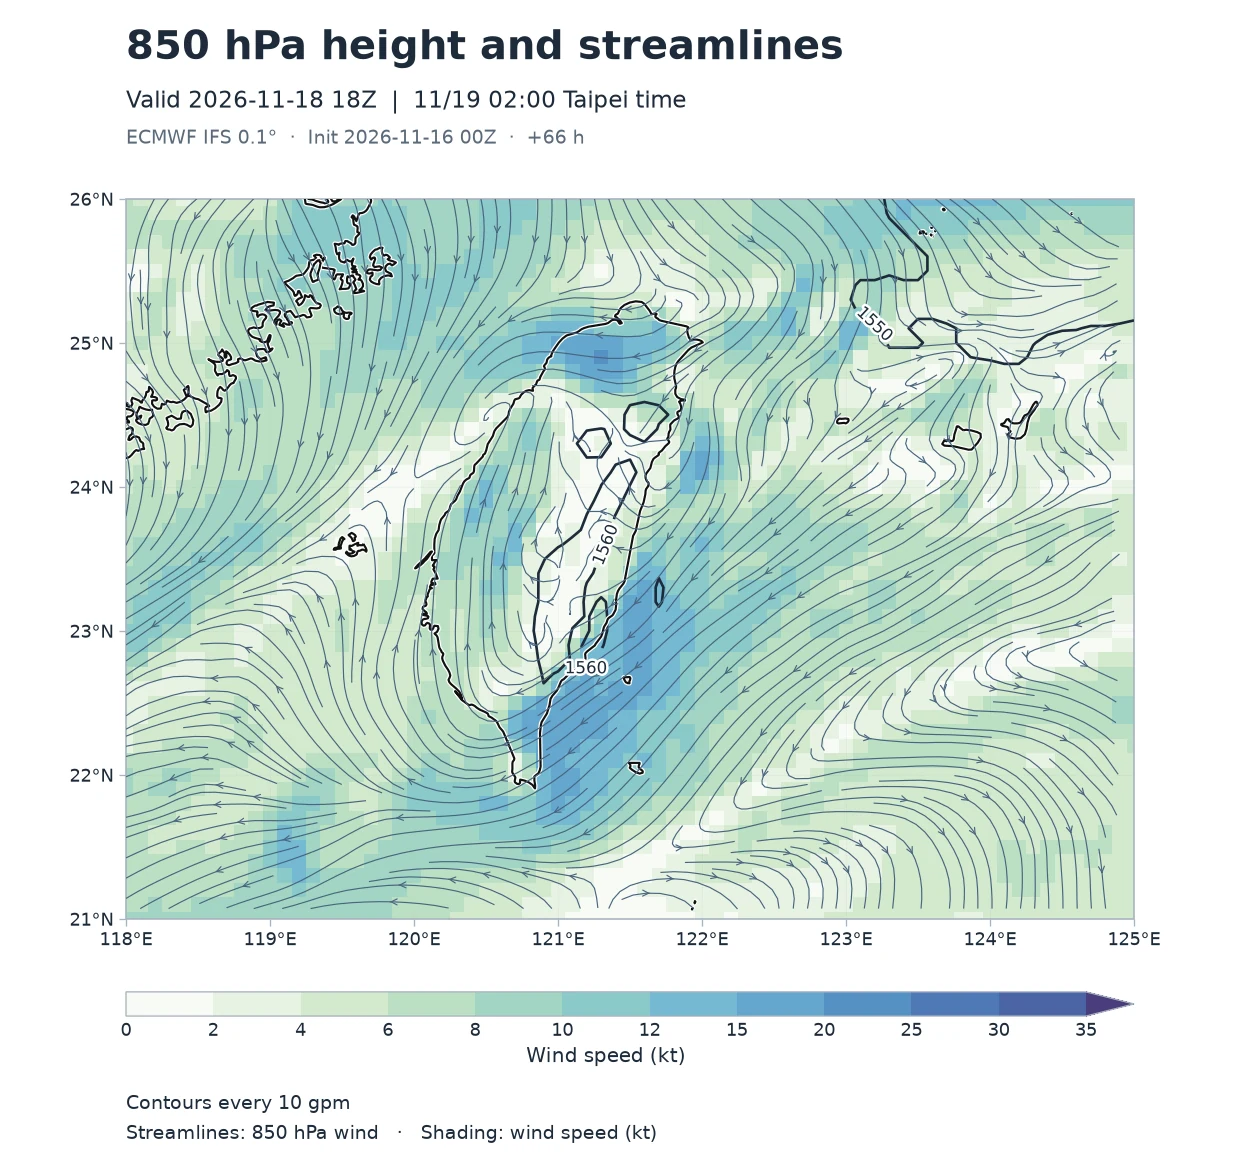 850 hPa height and streamlines
Valid 2026-11-18 18Z | 11/19 02:00 Taipei time
ECMWF IFS 0.1° · Init 2026-11-16 00Z · +66 h
26°N
25°N
24°N
23°N
22°N
21°N
1550
1560
1560
118°E 119°E 120°E 121°E 122°E 123°E 124°E 125°E
0 2 4 6 8 10 12 15 20 25 30 35
Wind speed (kt)
Contours every 10 gpm
Streamlines: 850 hPa wind · Shading: wind speed (kt)